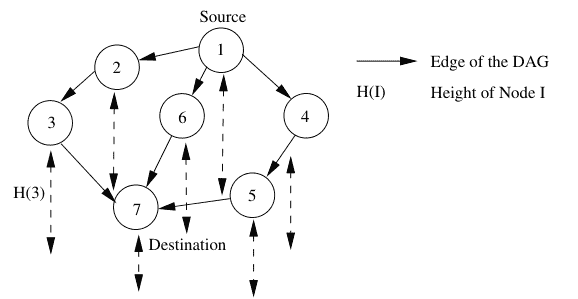 Source
1
2
Edge of the DAG
H(I) Height of Node I
3
6
4
H(3)
5
7
Destination